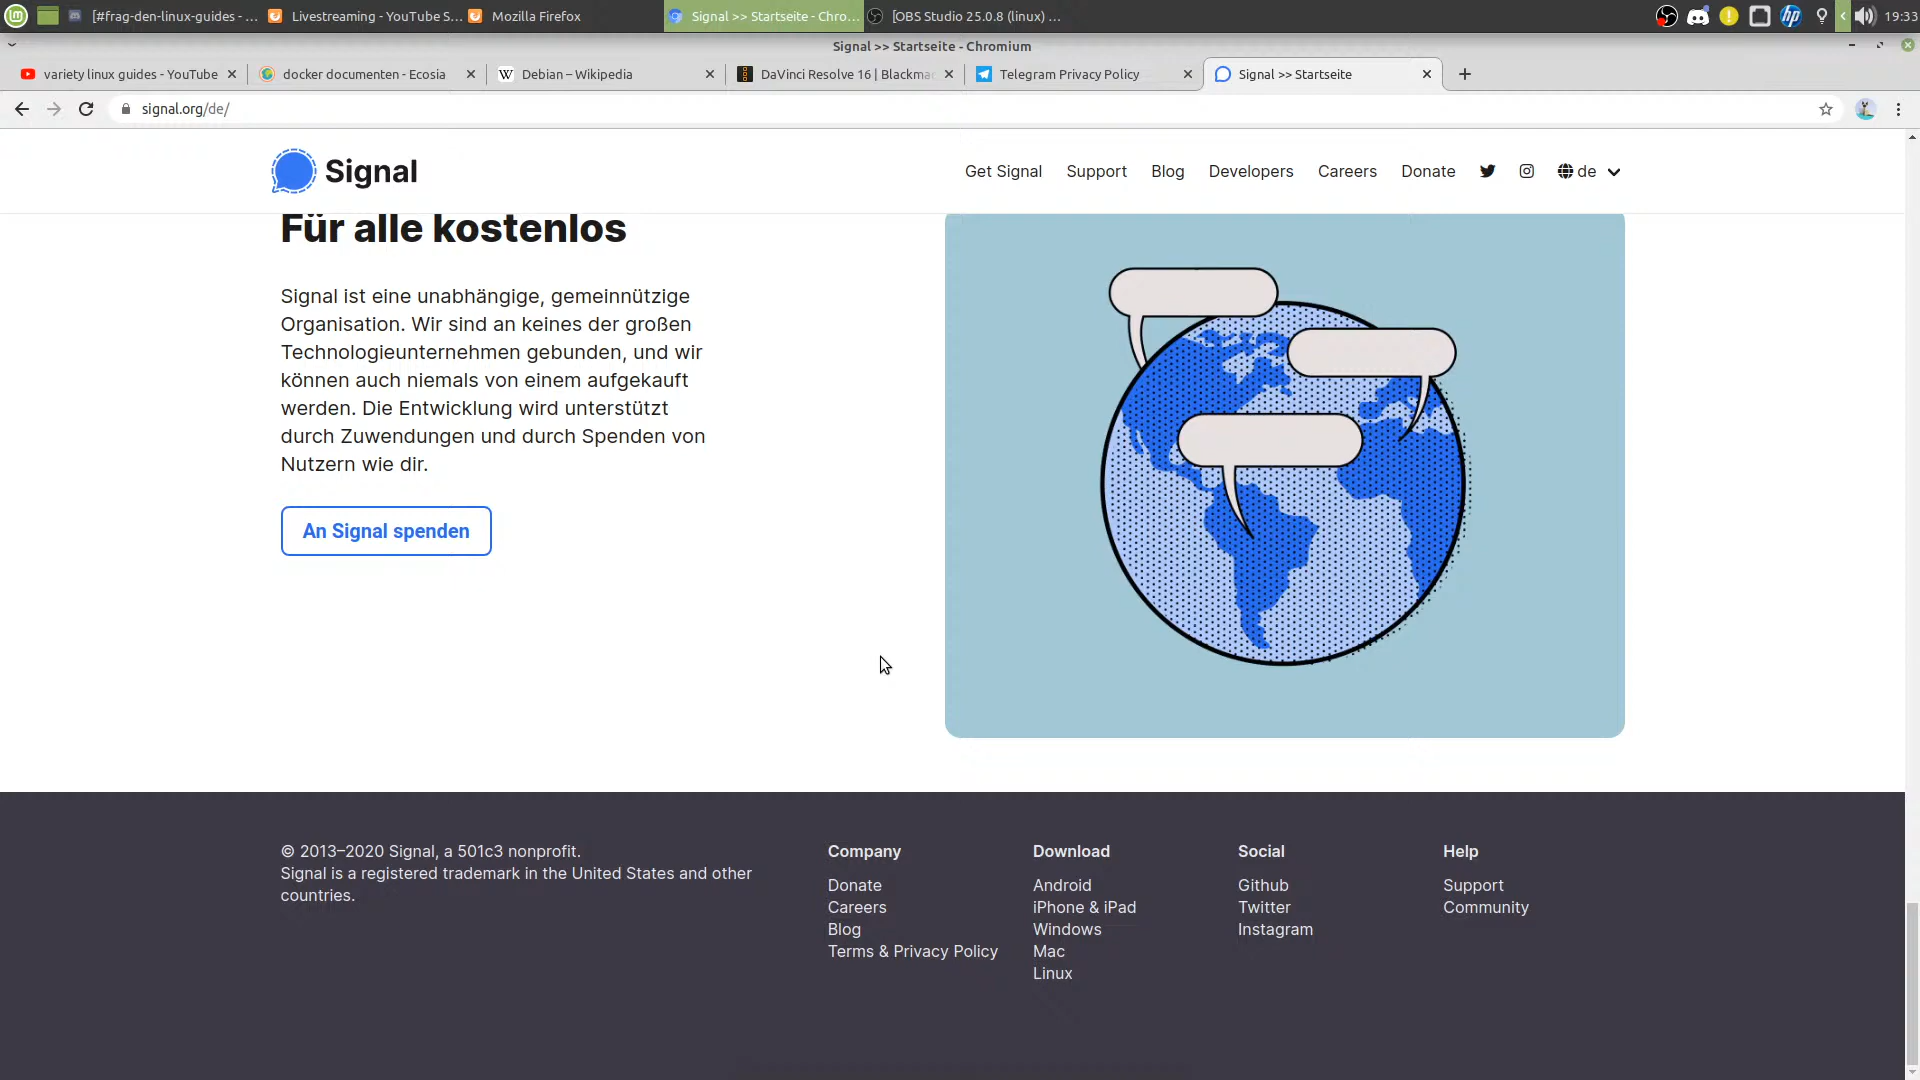 [#frag-den-linux-guides - ...
Livestreaming - YouTube S...
Mozilla Firefox
Signal >> Startseite - Chro...
[OBS Studio 25.0.8 (linux) ...
hp
19:33
Signal >> Startseite - Chromium
variety linux guides - YouTube
docker documenten - Ecosia
W Debian – Wikipedia
DaVinci Resolve 16 | Blackmag
Telegram Privacy Policy
Signal >> Startseite
signal.org/de/
Signal
Get Signal
Support
Blog
Developers
Careers
Donate
de
Für alle kostenlos
Signal ist eine unabhängige, gemeinnützige
Organisation. Wir sind an keines der großen
Technologieunternehmen gebunden, und wir
können auch niemals von einem aufgekauft
werden. Die Entwicklung wird unterstützt
durch Zuwendungen und durch Spenden von
Nutzern wie dir.
An Signal spenden
© 2013–2020 Signal, a 501c3 nonprofit.
Signal is a registered trademark in the United States and other
countries.
Company
Donate
Careers
Blog
Terms & Privacy Policy
Download
Android
iPhone & iPad
Windows
Mac
Linux
Social
Github
Twitter
Instagram
Help
Support
Community